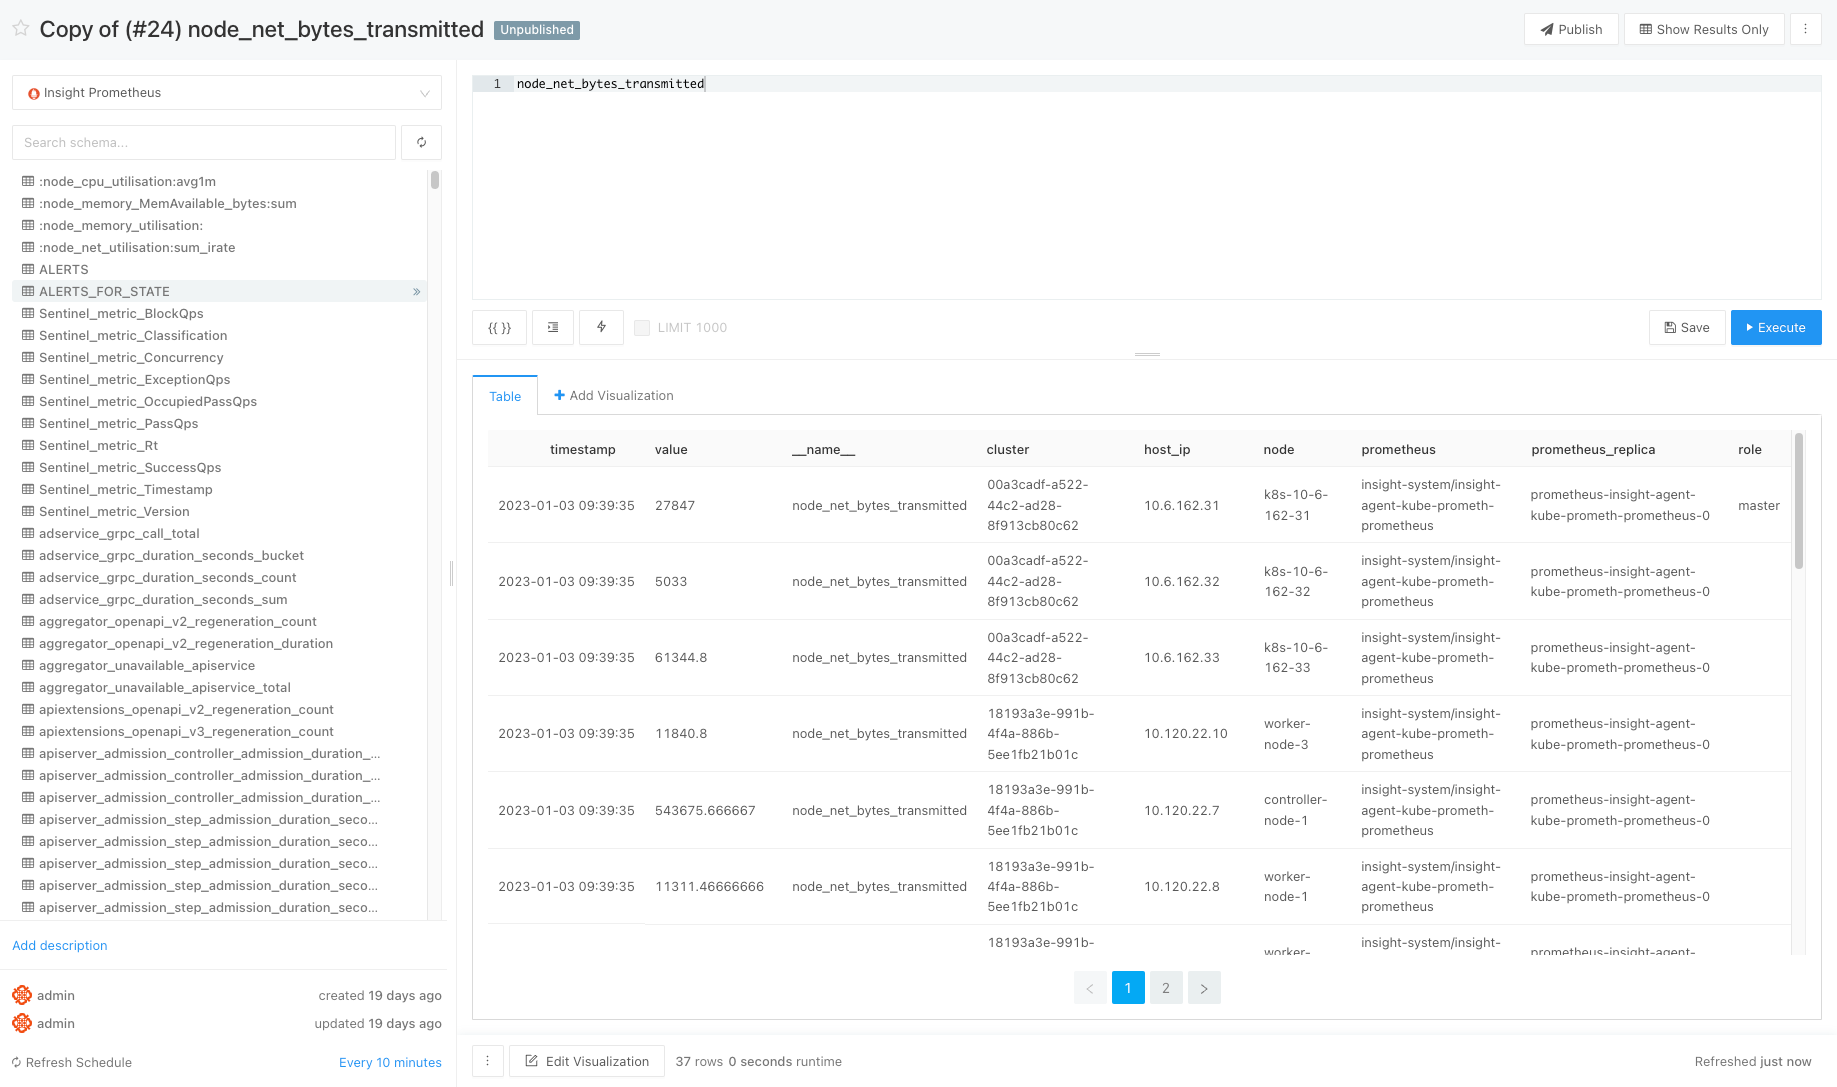 Copy of (#24) node_net_bytes_transmitted Unpublished
Publish
Show Results Only
Insight Prometheus
Search schema...
:node_cpu_utilisation:avg1m
:node_memory_MemAvailable_bytes:sum
:node_memory_utilisation:
:node_net_utilisation:sum_irate
ALERTS
ALERTS_FOR_STATE
Sentinel_metric_BlockQps
Sentinel_metric_Classification
Sentinel_metric_Concurrency
Sentinel_metric_ExceptionQps
Sentinel_metric_OccupiedPassQps
Sentinel_metric_PassQps
Sentinel_metric_Rt
Sentinel_metric_SuccessQps
Sentinel_metric_Timestamp
Sentinel_metric_Version
adservice_grpc_call_total
adservice_grpc_duration_seconds_bucket
adservice_grpc_duration_seconds_count
adservice_grpc_duration_seconds_sum
aggregator_openapi_v2_regeneration_count
aggregator_openapi_v2_regeneration_duration
aggregator_unavailable_apiservice
aggregator_unavailable_apiservice_total
apiextensions_openapi_v2_regeneration_count
apiextensions_openapi_v3_regeneration_count
apiserver_admission_controller_admission_duration_...
apiserver_admission_controller_admission_duration_...
apiserver_admission_controller_admission_duration_...
apiserver_admission_step_admission_duration_seco...
apiserver_admission_step_admission_duration_seco...
apiserver_admission_step_admission_duration_seco...
apiserver_admission_step_admission_duration_seco...
apiserver_admission_step_admission_duration_seco...
Add description
admin created 19 days ago
admin updated 19 days ago
Refresh Schedule Every 10 minutes
1 node_net_bytes_transmitted
{{ }}
LIMIT 1000
Save
Execute
Table
Add Visualization
timestamp value __name__ cluster host_ip node prometheus prometheus_replica role
00a3cadf-a522- insight-system/insight-
k8s-10-6- prometheus-insight-agent-
2023-01-03 09:39:35 27847 node_net_bytes_transmitted 44c2-ad28- 10.6.162.31 agent-kube-prometh- master
162-31 kube-prometh-prometheus-0
8f913cb80c62 prometheus
00a3cadf-a522- insight-system/insight-
k8s-10-6- prometheus-insight-agent-
2023-01-03 09:39:35 5033 node_net_bytes_transmitted 44c2-ad28- 10.6.162.32 agent-kube-prometh-
162-32 kube-prometh-prometheus-0
8f913cb80c62 prometheus
00a3cadf-a522- insight-system/insight-
k8s-10-6- prometheus-insight-agent-
2023-01-03 09:39:35 61344.8 node_net_bytes_transmitted 44c2-ad28- 10.6.162.33 agent-kube-prometh-
162-33 kube-prometh-prometheus-0
8f913cb80c62 prometheus
18193a3e-991b- insight-system/insight-
worker- prometheus-insight-agent-
2023-01-03 09:39:35 11840.8 node_net_bytes_transmitted 4f4a-886b- 10.120.22.10 agent-kube-prometh-
node-3 kube-prometh-prometheus-0
5ee1fb21b01c prometheus
18193a3e-991b- insight-system/insight-
controller- prometheus-insight-agent-
2023-01-03 09:39:35 543675.666667 node_net_bytes_transmitted 4f4a-886b- 10.120.22.7 agent-kube-prometh-
node-1 kube-prometh-prometheus-0
5ee1fb21b01c prometheus
18193a3e-991b- insight-system/insight-
worker- prometheus-insight-agent-
2023-01-03 09:39:35 11311.46666666 node_net_bytes_transmitted 4f4a-886b- 10.120.22.8 agent-kube-prometh-
node-1 kube-prometh-prometheus-0
5ee1fb21b01c prometheus
18193a3e-991b- insight-system/insight-
worker- prometheus-insight-agent-
< 1 2 >
Edit Visualization 37 rows 0 seconds runtime
Refreshed just now